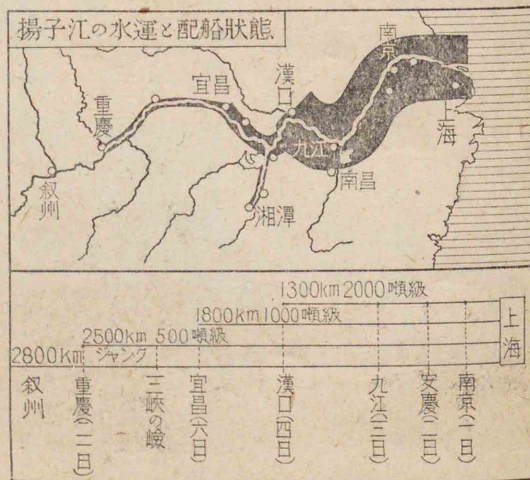 揚子江の水運と配船狀態
重慶
宜昌
漢口
南京
上海
九江
南昌
叙州
湘潭
1300km 2000噸級
1800km 1000噸級
2500km 500噸級
2800km ジャンク
上海
叙州
重慶(一一日)
三峽の嶮
宜昌(六日)
漢口(四日)
九江(三日)
安慶(二日)
南京(一日)